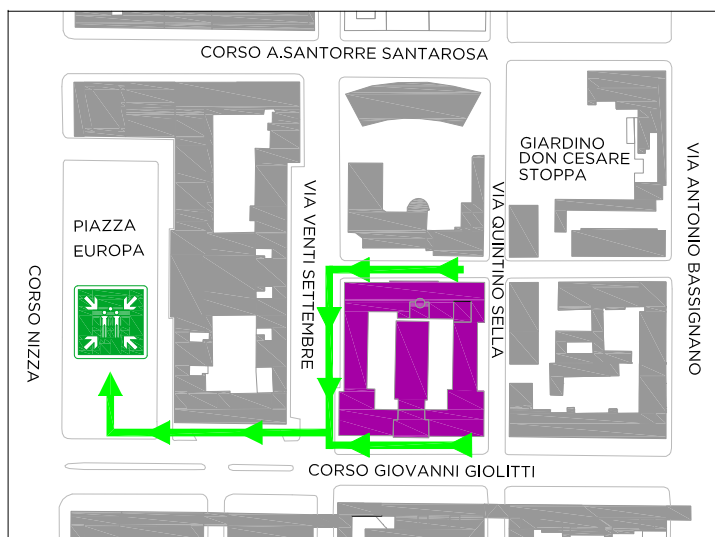 CORSO A.SANTORRE SANTAROSA
GIARDINO
DON CESARE
STOPPA
VIA ANTONIO BASSIGNANO
VIA QUINTINO SELLA
VIA VENTI SETTEMBRE
PIAZZA
EUROPA
CORSO NIZZA
CORSO GIOVANNI GIOLITTI